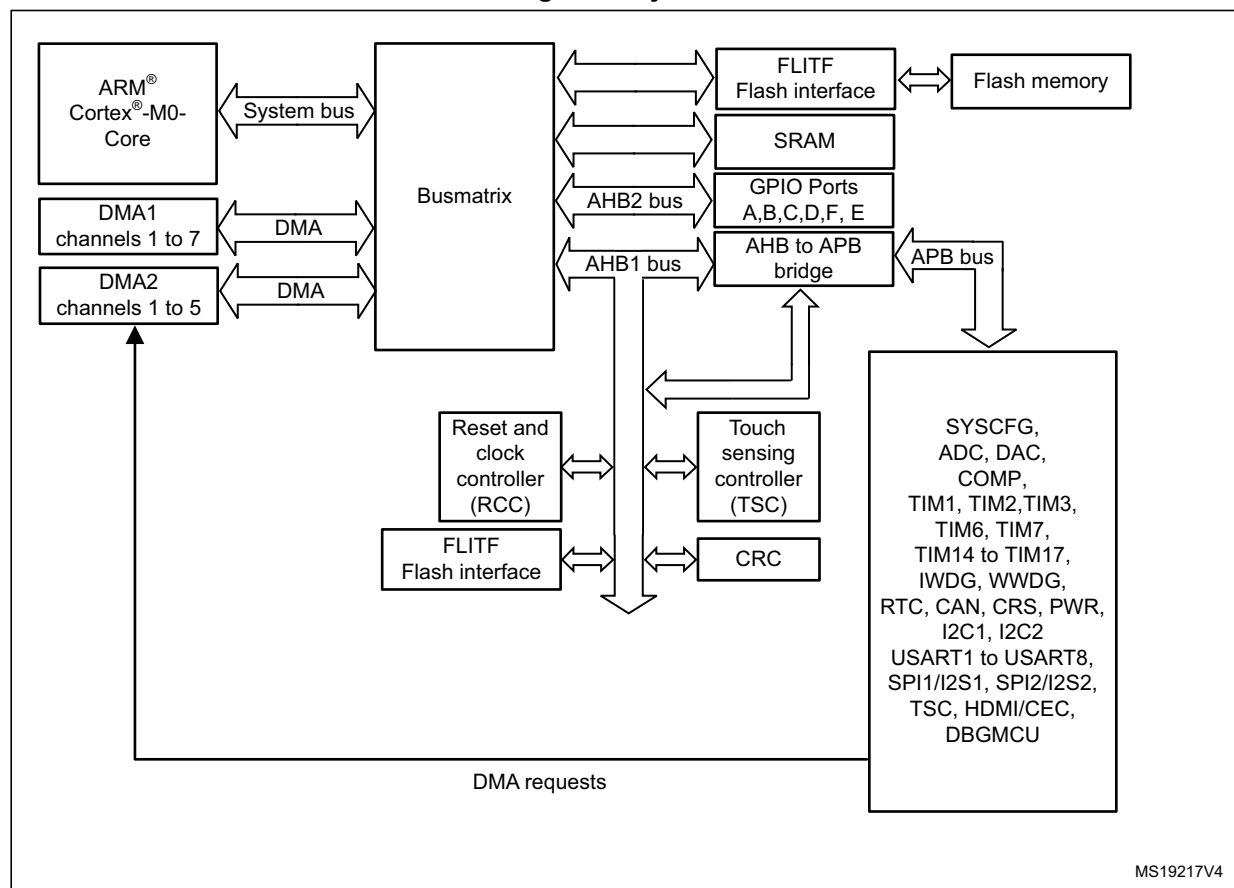 ARM®
Cortex®-M0-
Core
System bus
DMA1
channels 1 to 7
DMA
DMA2
channels 1 to 5
DMA
Busmatrix
FLITF
Flash interface
Flash memory
SRAM
AHB2 bus
GPIO Ports
A,B,C,D,F, E
AHB1 bus
AHB to APB
bridge
APB bus
Reset and
clock
controller
(RCC)
Touch
sensing
controller
(TSC)
FLITF
Flash interface
CRC
SYSCFG,
ADC, DAC,
COMP,
TIM1, TIM2,TIM3,
TIM6, TIM7,
TIM14 to TIM17,
IWDG, WWDG,
RTC, CAN, CRS, PWR,
I2C1, I2C2
USART1 to USART8,
SPI1/I2S1, SPI2/I2S2,
TSC, HDMI/CEC,
DBGMCU
DMA requests
MS19217V4